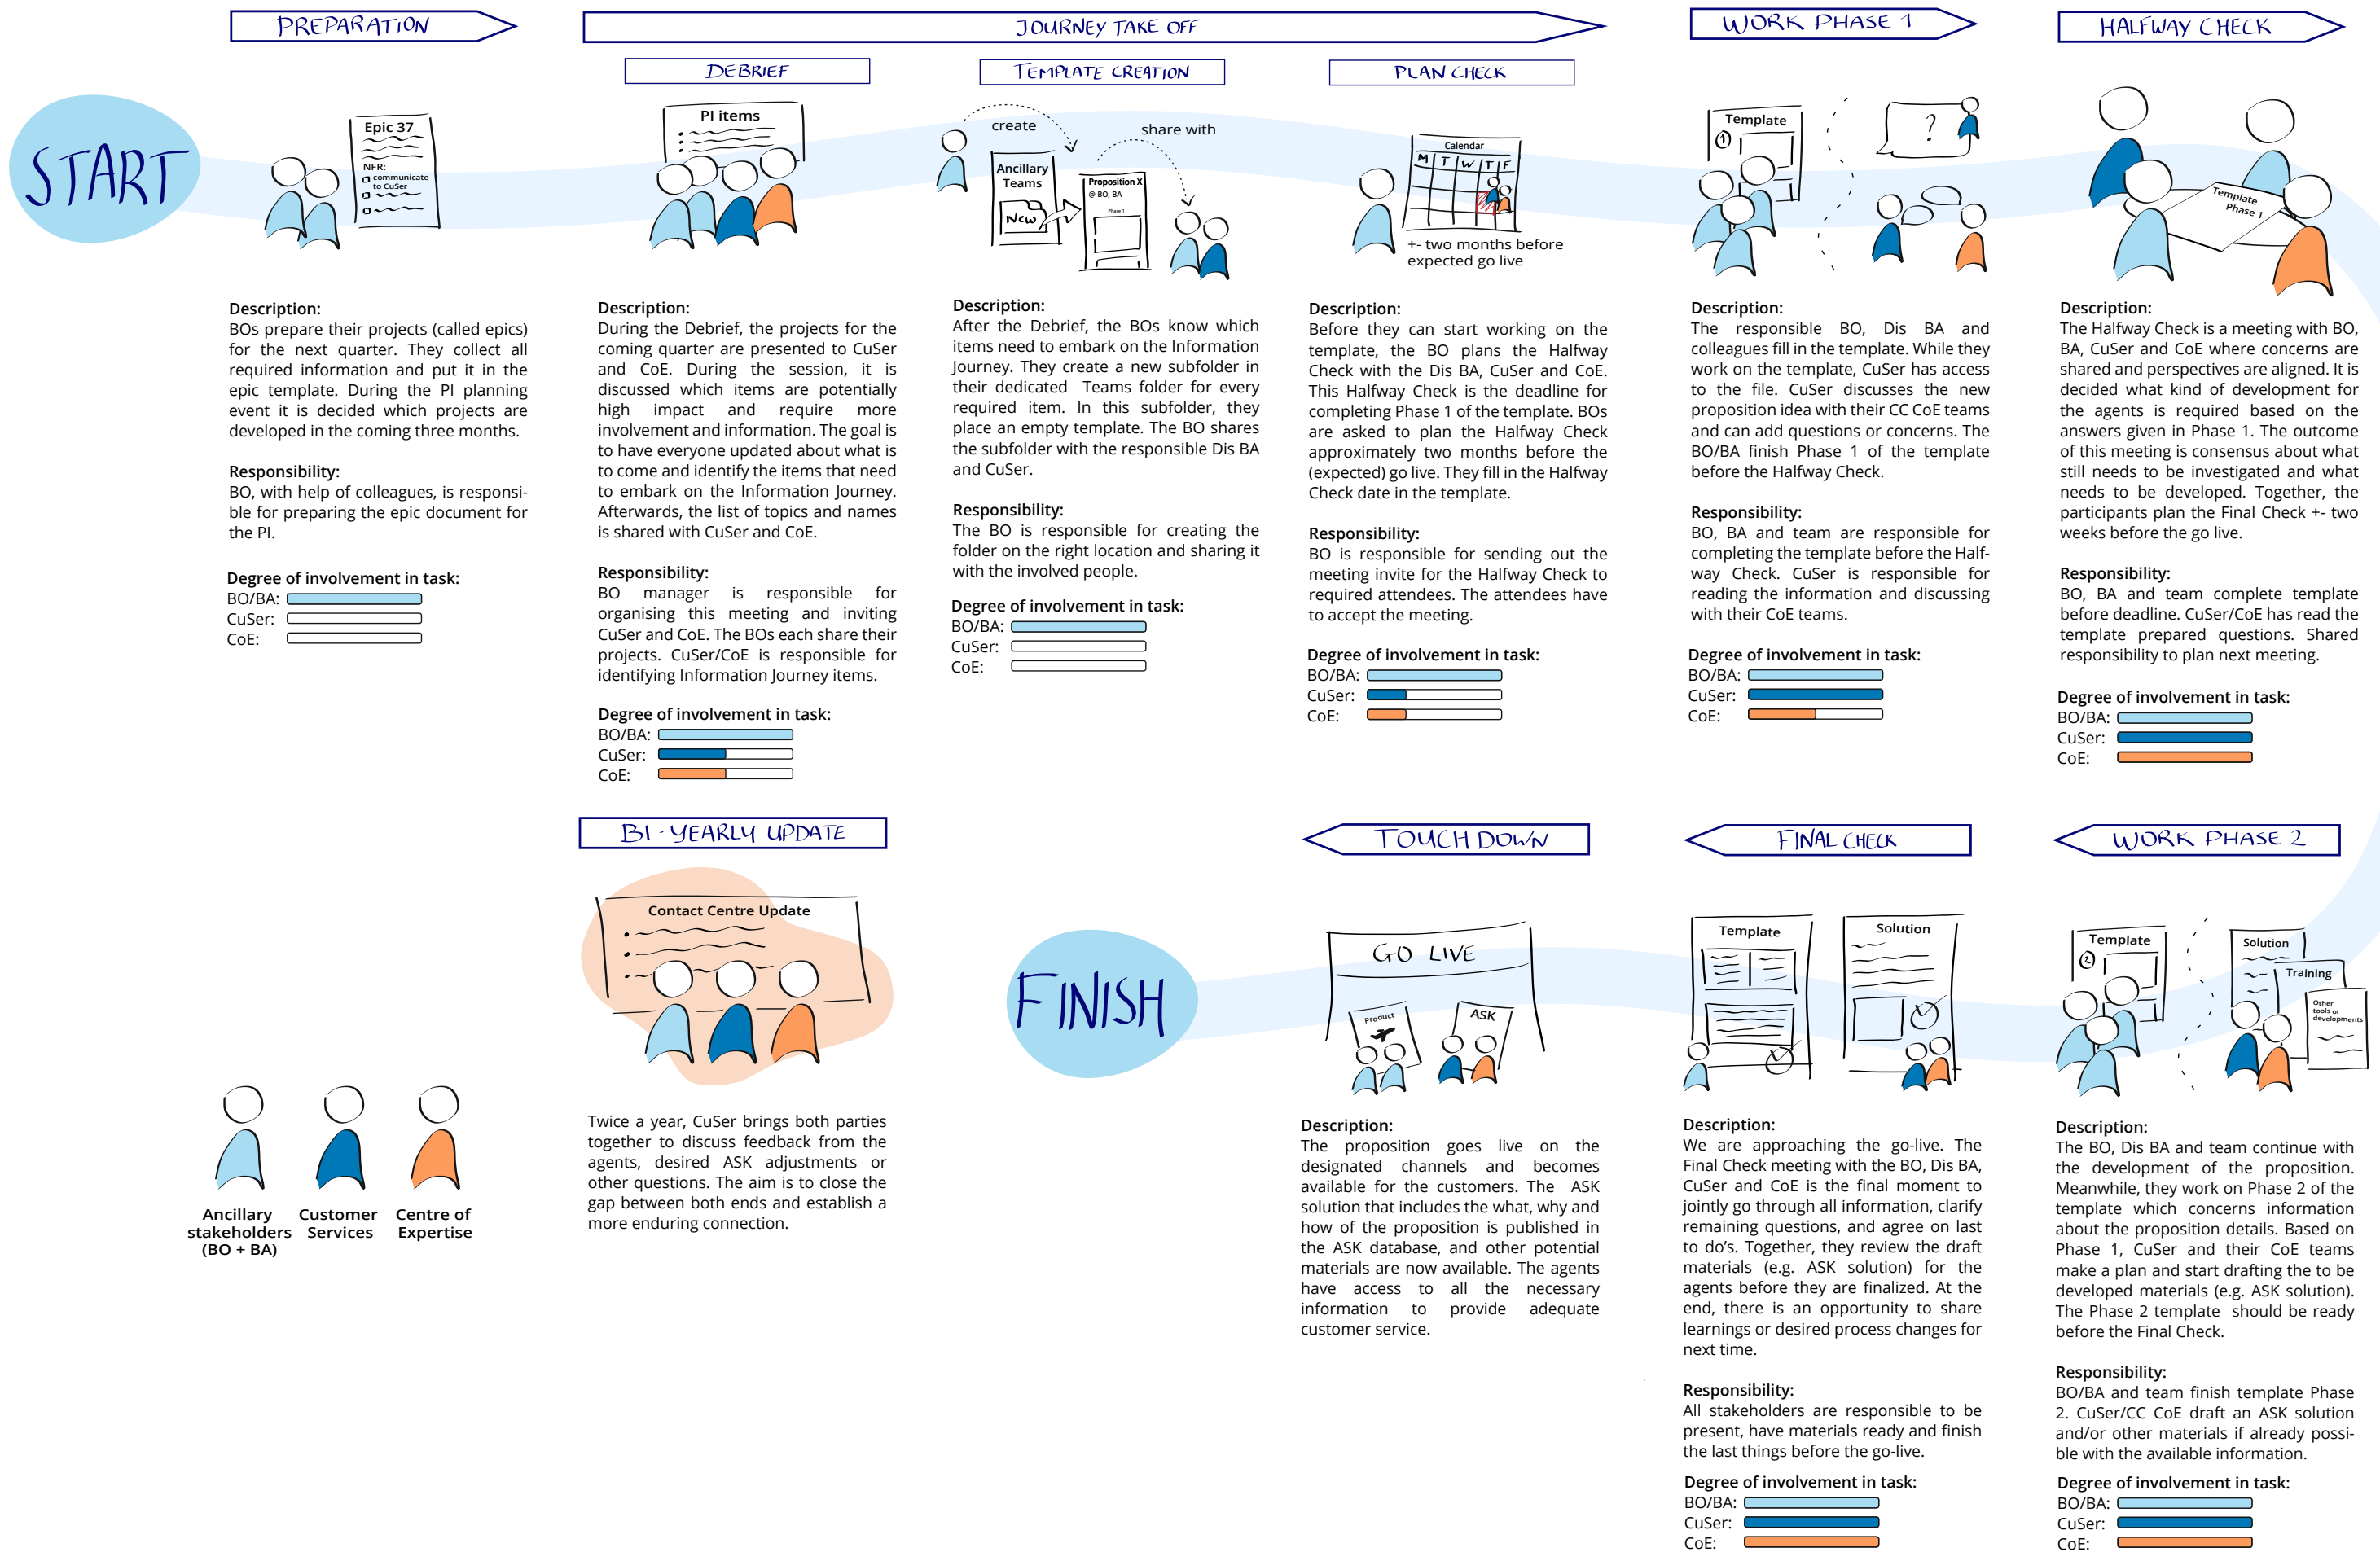 PREPARATION
JOURNEY TAKE OFF
WORK PHASE 1
HALFWAY CHECK
DEBRIEF
TEMPLATE CREATION
PLAN CHECK
START
Epic 37
NFR:
communicate
to CuSer
PI items
create
share with
Ancillary
Teams
New
Proposition X
@ BO, BA
Phase 1
Calendar
M T W T F
+- two months before
expected go live
Template
1
?
Template
Phase 1
Description:
BOs prepare their projects (called epics)
for the next quarter. They collect all
required information and put it in the
epic template. During the PI planning
event it is decided which projects are
developed in the coming three months.
Responsibility:
BO, with help of colleagues, is responsi-
ble for preparing the epic document for
the PI.
Degree of involvement in task:
BO/BA:
CuSer:
CoE:
Description:
During the Debrief, the projects for the
coming quarter are presented to CuSer
and CoE. During the session, it is
discussed which items are potentially
high impact and require more
involvement and information. The goal is
to have everyone updated about what is
to come and identify the items that need
to embark on the Information Journey.
Afterwards, the list of topics and names
is shared with CuSer and CoE.
Responsibility:
BO manager is responsible for
organising this meeting and inviting
CuSer and CoE. The BOs each share their
projects. CuSer/CoE is responsible for
identifying Information Journey items.
Degree of involvement in task:
BO/BA:
CuSer:
CoE:
Description:
After the Debrief, the BOs know which
items need to embark on the Information
Journey. They create a new subfolder in
their dedicated Teams folder for every
required item. In this subfolder, they
place an empty template. The BO shares
the subfolder with the responsible Dis BA
and CuSer.
Responsibility:
The BO is responsible for creating the
folder on the right location and sharing it
with the involved people.
Degree of involvement in task:
BO/BA:
CuSer:
CoE:
Description:
Before they can start working on the
template, the BO plans the Halfway
Check with the Dis BA, CuSer and CoE.
This Halfway Check is the deadline for
completing Phase 1 of the template. BOs
are asked to plan the Halfway Check
approximately two months before the
(expected) go live. They fill in the Halfway
Check date in the template.
Responsibility:
BO is responsible for sending out the
meeting invite for the Halfway Check to
required attendees. The attendees have
to accept the meeting.
Degree of involvement in task:
BO/BA:
CuSer:
CoE:
Description:
The responsible BO, Dis BA and
colleagues fill in the template. While they
work on the template, CuSer has access
to the file. CuSer discusses the new
proposition idea with their CC CoE teams
and can add questions or concerns. The
BO/BA finish Phase 1 of the template
before the Halfway Check.
Responsibility:
BO, BA and team are responsible for
completing the template before the Half-
way Check. CuSer is responsible for
reading the information and discussing
with their CoE teams.
Degree of involvement in task:
BO/BA:
CuSer:
CoE:
Description:
The Halfway Check is a meeting with BO,
BA, CuSer and CoE where concerns are
shared and perspectives are aligned. It is
decided what kind of development for
the agents is required based on the
answers given in Phase 1. The outcome
of this meeting is consensus about what
still needs to be investigated and what
needs to be developed. Together, the
participants plan the Final Check +- two
weeks before the go live.
Responsibility:
BO, BA and team complete template
before deadline. CuSer/CoE has read the
template prepared questions. Shared
responsibility to plan next meeting.
Degree of involvement in task:
BO/BA:
CuSer:
CoE:
BI-YEARLY UPDATE
TOUCH DOWN
FINAL CHECK
WORK PHASE 2
Contact Centre Update
FINISH
GO LIVE
Product
ASK
Template
Solution
Template
2
Solution
Training
Other
tools or
developments
Ancillary
stakeholders
(BO + BA)
Customer
Services
Centre of
Expertise
Twice a year, CuSer brings both parties
together to discuss feedback from the
agents, desired ASK adjustments or
other questions. The aim is to close the
gap between both ends and establish a
more enduring connection.
Description:
The proposition goes live on the
designated channels and becomes
available for the customers. The ASK
solution that includes the what, why and
how of the proposition is published in
the ASK database, and other potential
materials are now available. The agents
have access to all the necessary
information to provide adequate
customer service.
Description:
We are approaching the go-live. The
Final Check meeting with the BO, Dis BA,
CuSer and CoE is the final moment to
jointly go through all information, clarify
remaining questions, and agree on last
to do’s. Together, they review the draft
materials (e.g. ASK solution) for the
agents before they are finalized. At the
end, there is an opportunity to share
learnings or desired process changes for
next time.
Responsibility:
All stakeholders are responsible to be
present, have materials ready and finish
the last things before the go-live.
Degree of involvement in task:
BO/BA:
CuSer:
CoE:
Description:
The BO, Dis BA and team continue with
the development of the proposition.
Meanwhile, they work on Phase 2 of the
template which concerns information
about the proposition details. Based on
Phase 1, CuSer and their CoE teams
make a plan and start drafting the to be
developed materials (e.g. ASK solution).
The Phase 2 template should be ready
before the Final Check.
Responsibility:
BO/BA and team finish template Phase
2. CuSer/CC CoE draft an ASK solution
and/or other materials if already possi-
ble with the available information.
Degree of involvement in task:
BO/BA:
CuSer:
CoE: